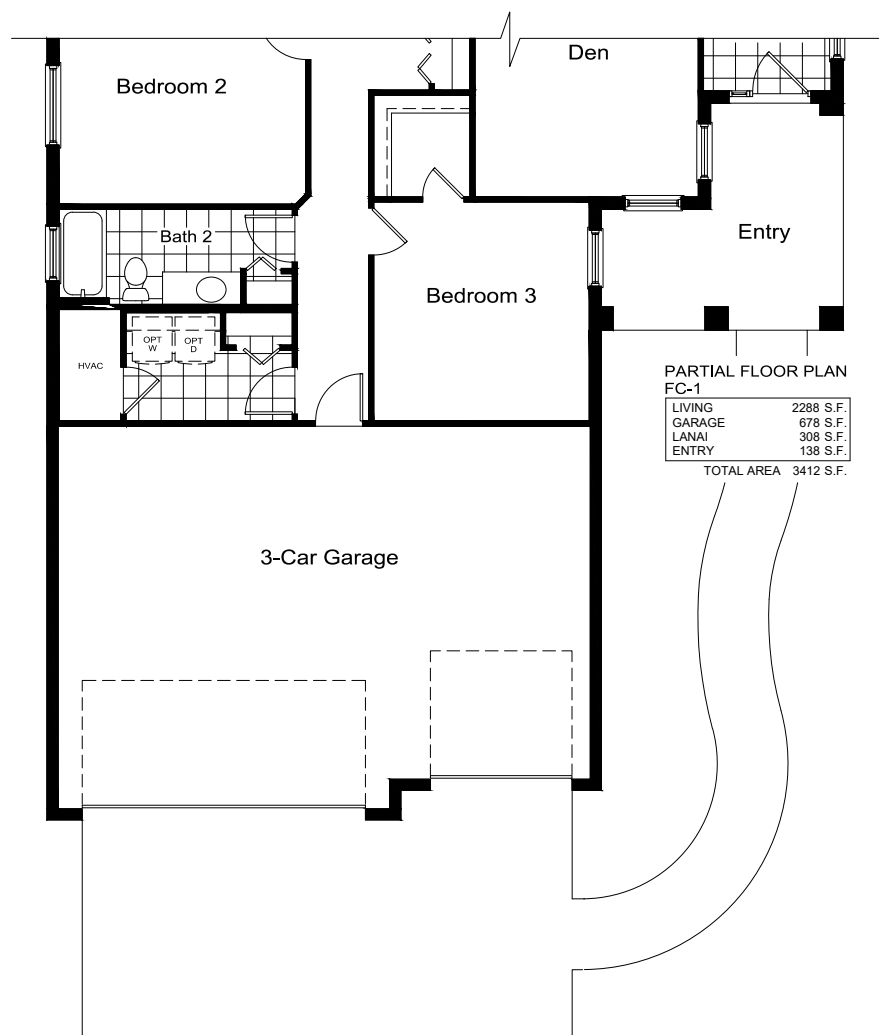 Den
Bedroom 2
Bath 2
Entry
Bedroom 3
OPT
W
OPT
D
HVAC
PARTIAL FLOOR PLAN
FC-1
LIVING 2288 S.F.
GARAGE 678 S.F.
LANAI 308 S.F.
ENTRY 138 S.F.
TOTAL AREA 3412 S.F.
3-Car Garage